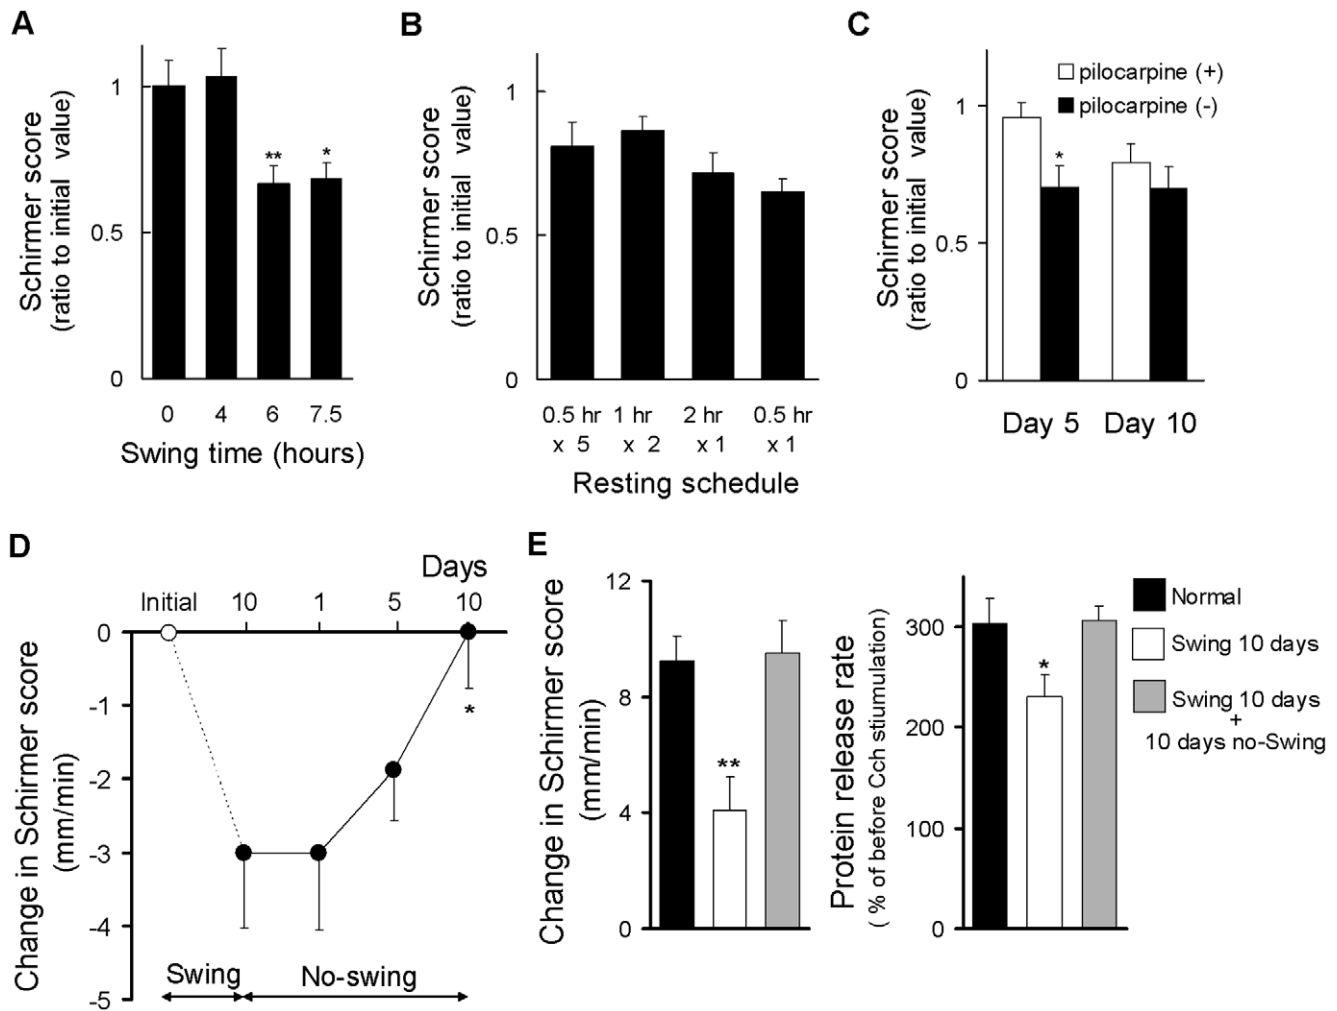 A
Schirmer score
(ratio to initial value)
1
0.5
0
**
*
0 4 6 7.5
Swing time (hours)
B
Schirmer score
(ratio to initial value)
1
0.5
0
0.5 hr 1 hr 2 hr 0.5 hr
x 5 x 2 x 1 x 1
Resting schedule
C
Schirmer score
(ratio to initial value)
1
0.5
0
pilocarpine (+)
pilocarpine (-)
*
Day 5 Day 10
D
Days
Initial 10 1 5 10
Change in Schirmer score
(mm/min)
0
-1
-2
-3
-4
-5
*
Swing No-swing
E
Change in Schirmer score
(mm/min)
12
8
4
0
**
Protein release rate
( % of before Cch stiumulation)
300
200
100
0
*
Normal
Swing 10 days
Swing 10 days
+
10 days no-Swing